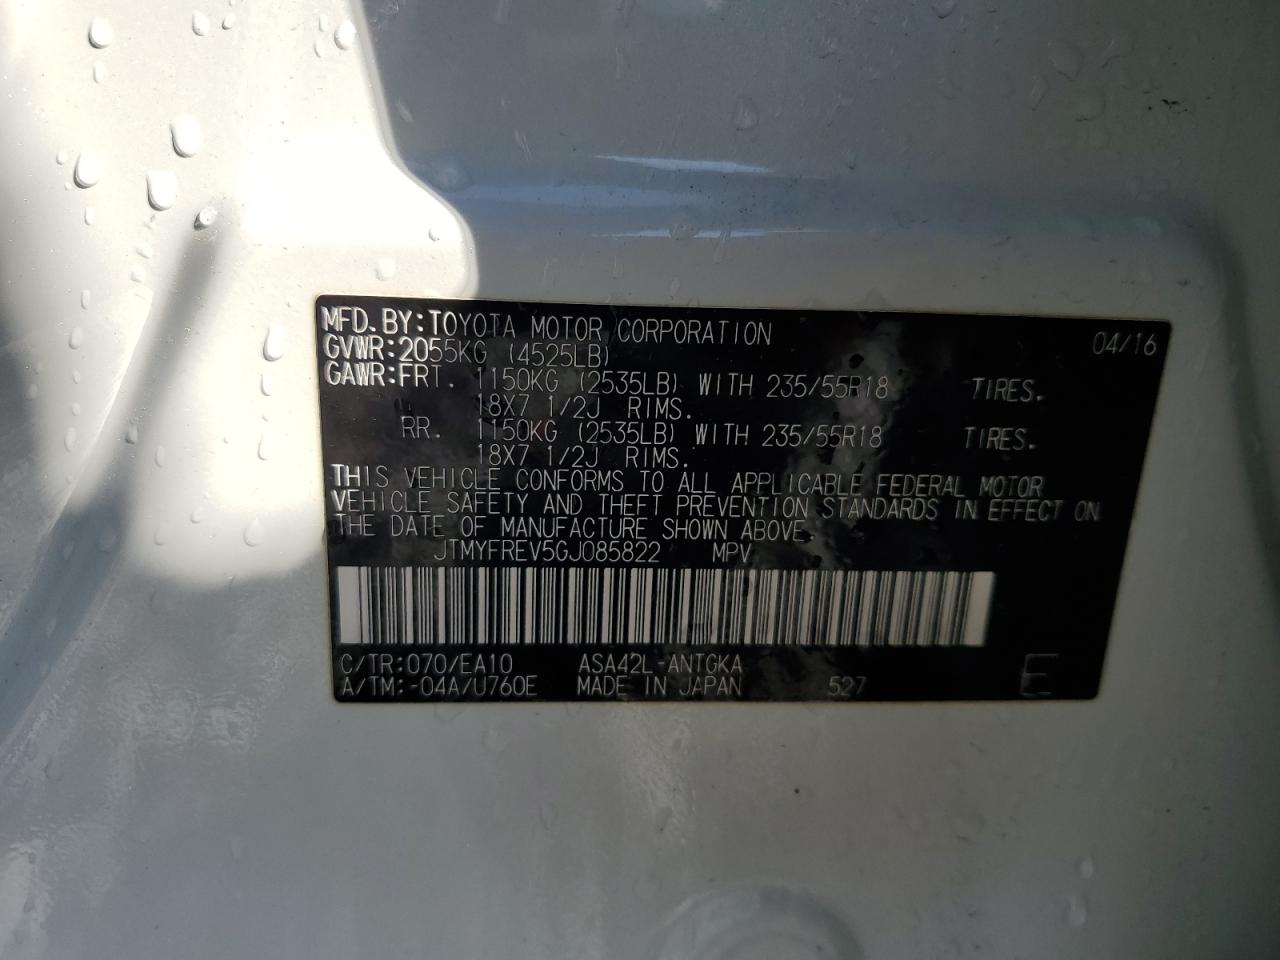 MFD. BY: TOYOTA MOTOR CORPORATION 04/16
GVWR: 2055KG (4525LB)
GAWR: FRT. 1150KG (2535LB) WITH 235/55R18 TIRES.
18X7 1/2J RIMS.
RR. 1150KG (2535LB) WITH 235/55R18 TIRES.
18X7 1/2J RIMS.
THIS VEHICLE CONFORMS TO ALL APPLICABLE FEDERAL MOTOR
VEHICLE SAFETY AND THEFT PREVENTION STANDARDS IN EFFECT ON
THE DATE OF MANUFACTURE SHOWN ABOVE.
JTMYFREV5GJ085822 MPV
C/TR: 070/EA10 ASA42L-ANTGKA
A/TM: -04A/U760E MADE IN JAPAN 527 E